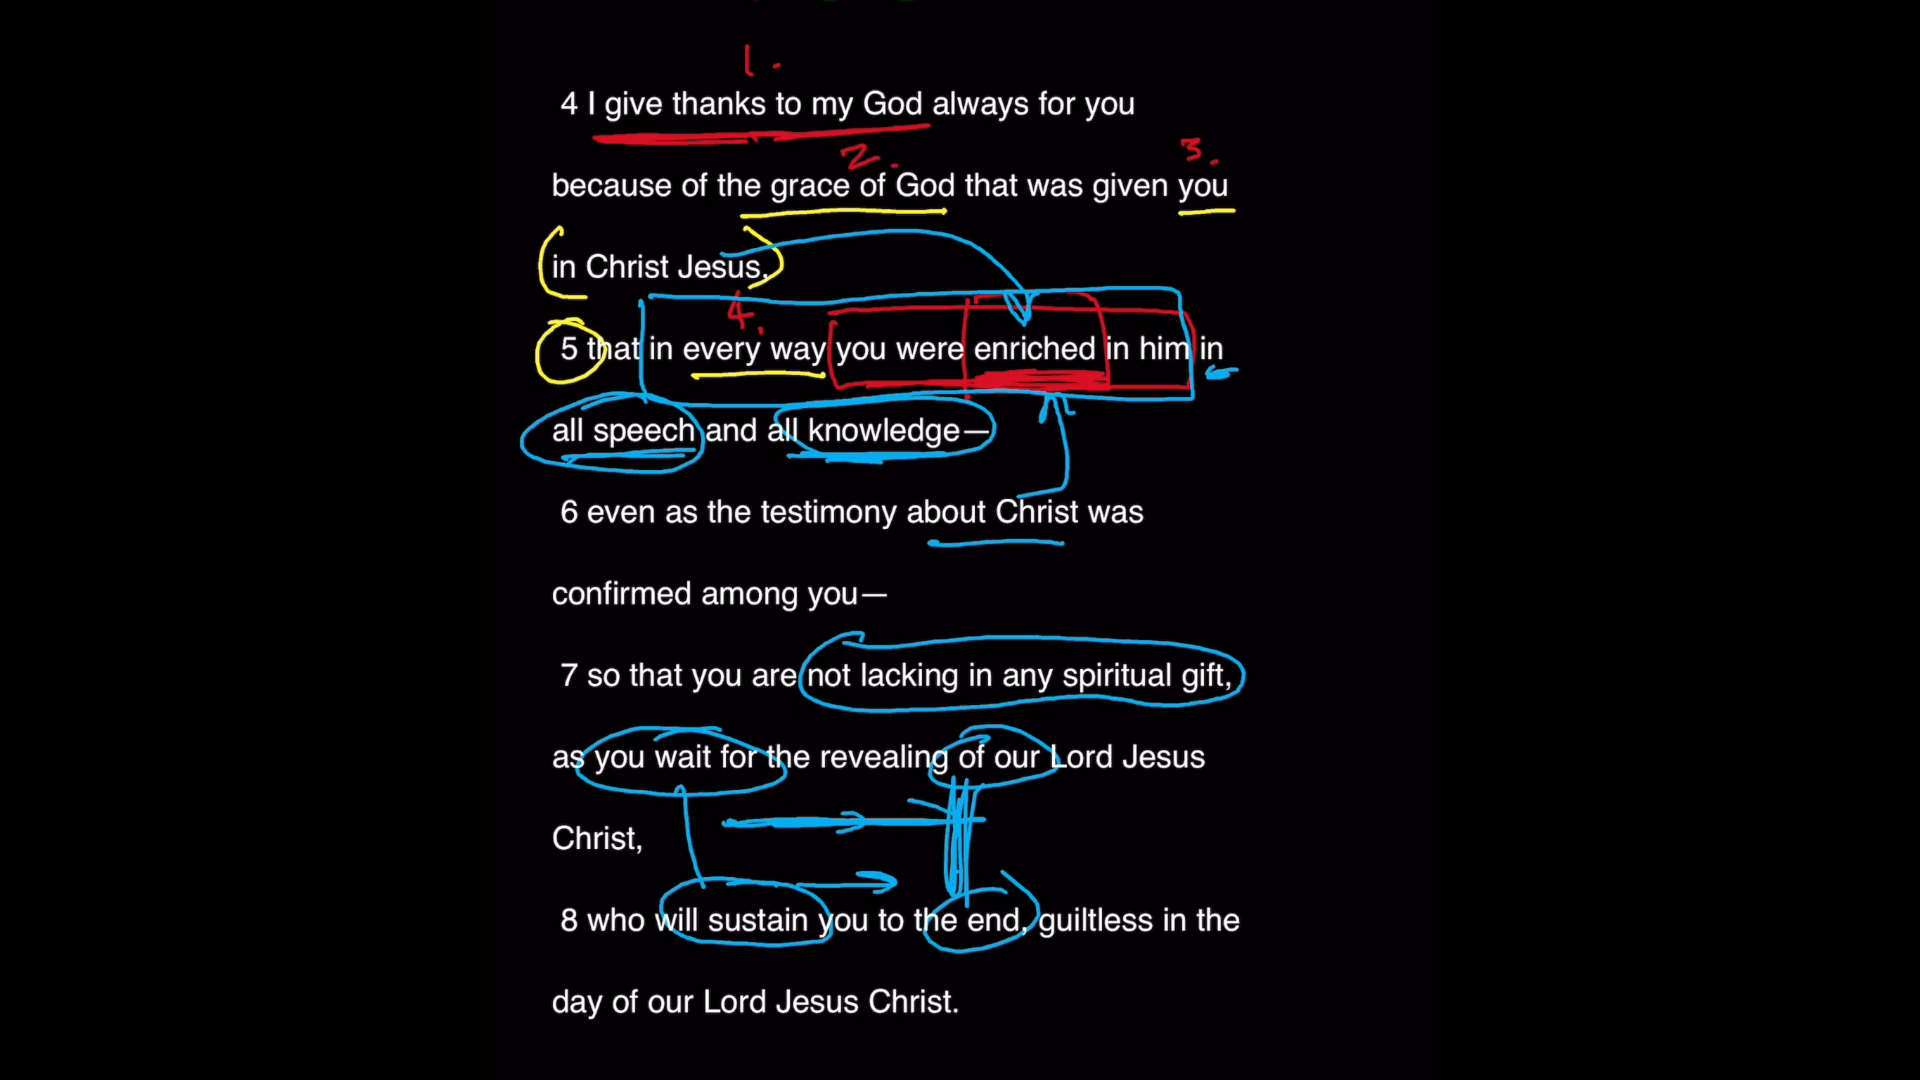 1.
4 I give thanks to my God always for you
2. 3.
because of the grace of God that was given you
in Christ Jesus,
4.
5 that in every way you were enriched in him in
all speech and all knowledge—
6 even as the testimony about Christ was
confirmed among you—
7 so that you are not lacking in any spiritual gift,
as you wait for the revealing of our Lord Jesus
Christ,
8 who will sustain you to the end, guiltless in the
day of our Lord Jesus Christ.